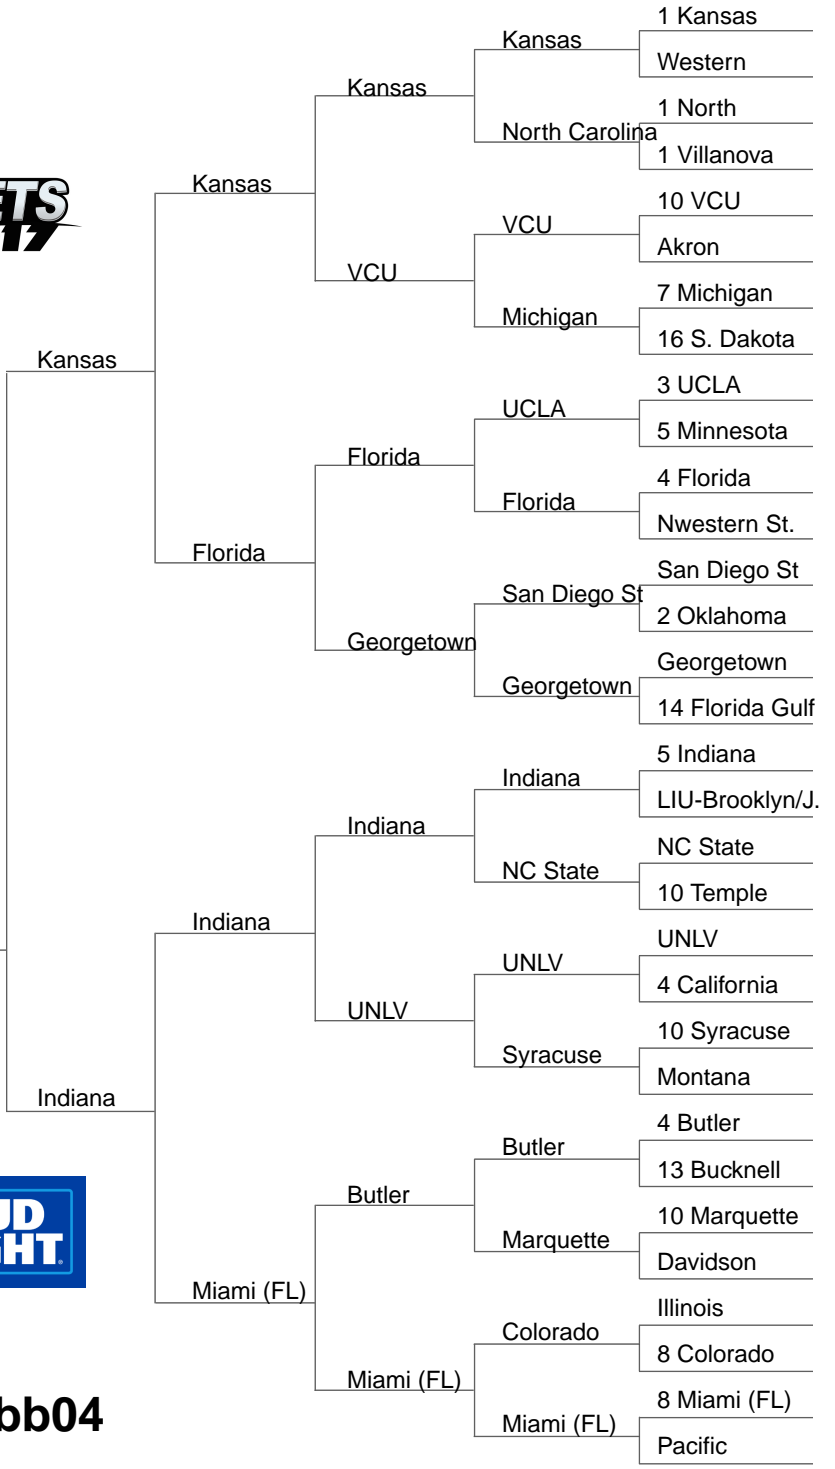 1 Kansas
Kansas
Western
Kansas
1 North
North Carolina
1 Villanova
ETS
17
Kansas
10 VCU
VCU
Akron
VCU
7 Michigan
Michigan
16 S. Dakota
Kansas
3 UCLA
UCLA
5 Minnesota
Florida
4 Florida
Florida
Nwestern St.
Florida
San Diego St
San Diego St
2 Oklahoma
Georgetown
Georgetown
Georgetown
14 Florida Gulf
5 Indiana
Indiana
LIU-Brooklyn/J.
Indiana
NC State
NC State
10 Temple
Indiana
UNLV
UNLV
4 California
UNLV
10 Syracuse
Syracuse
Montana
Indiana
4 Butler
Butler
13 Bucknell
Butler
10 Marquette
Marquette
Davidson
UD
GHT
Miami (FL)
Illinois
Colorado
8 Colorado
Miami (FL)
8 Miami (FL)
Miami (FL)
Pacific
bb04